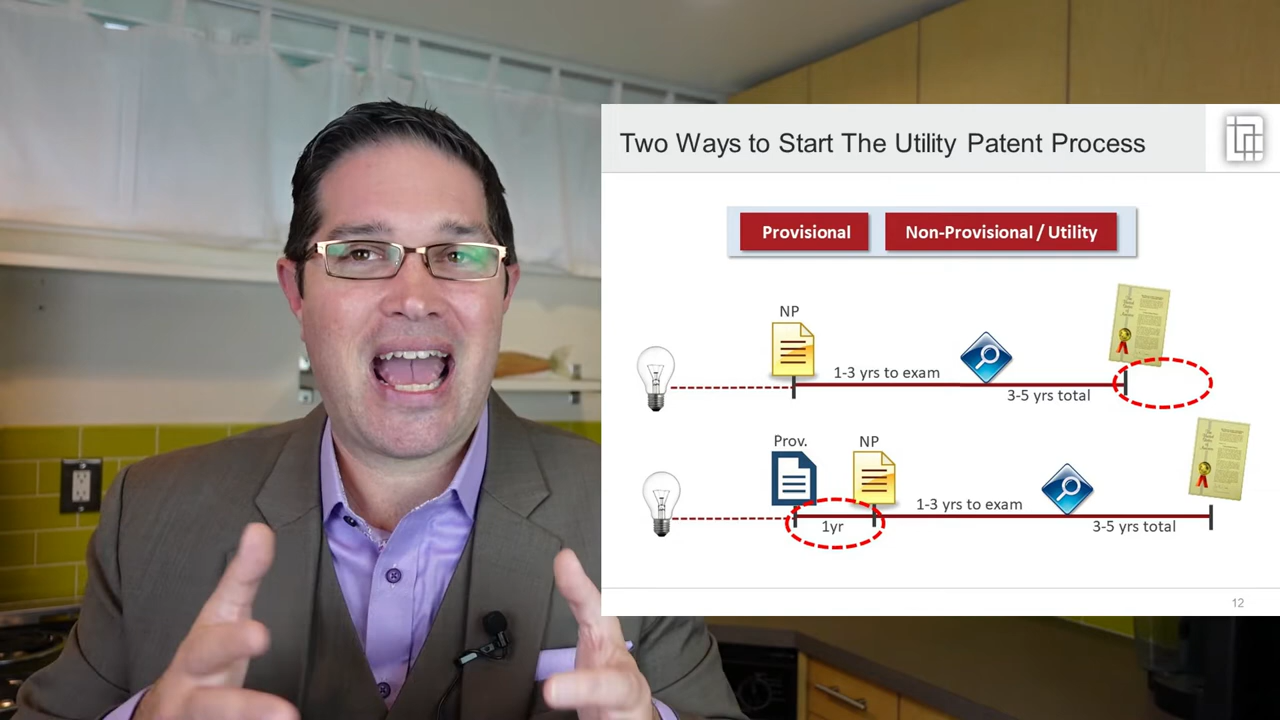 Two Ways to Start The Utility Patent Process
Provisional
Non-Provisional / Utility
NP
1-3 yrs to exam
3-5 yrs total
Prov.
NP
1yr
1-3 yrs to exam
3-5 yrs total
12